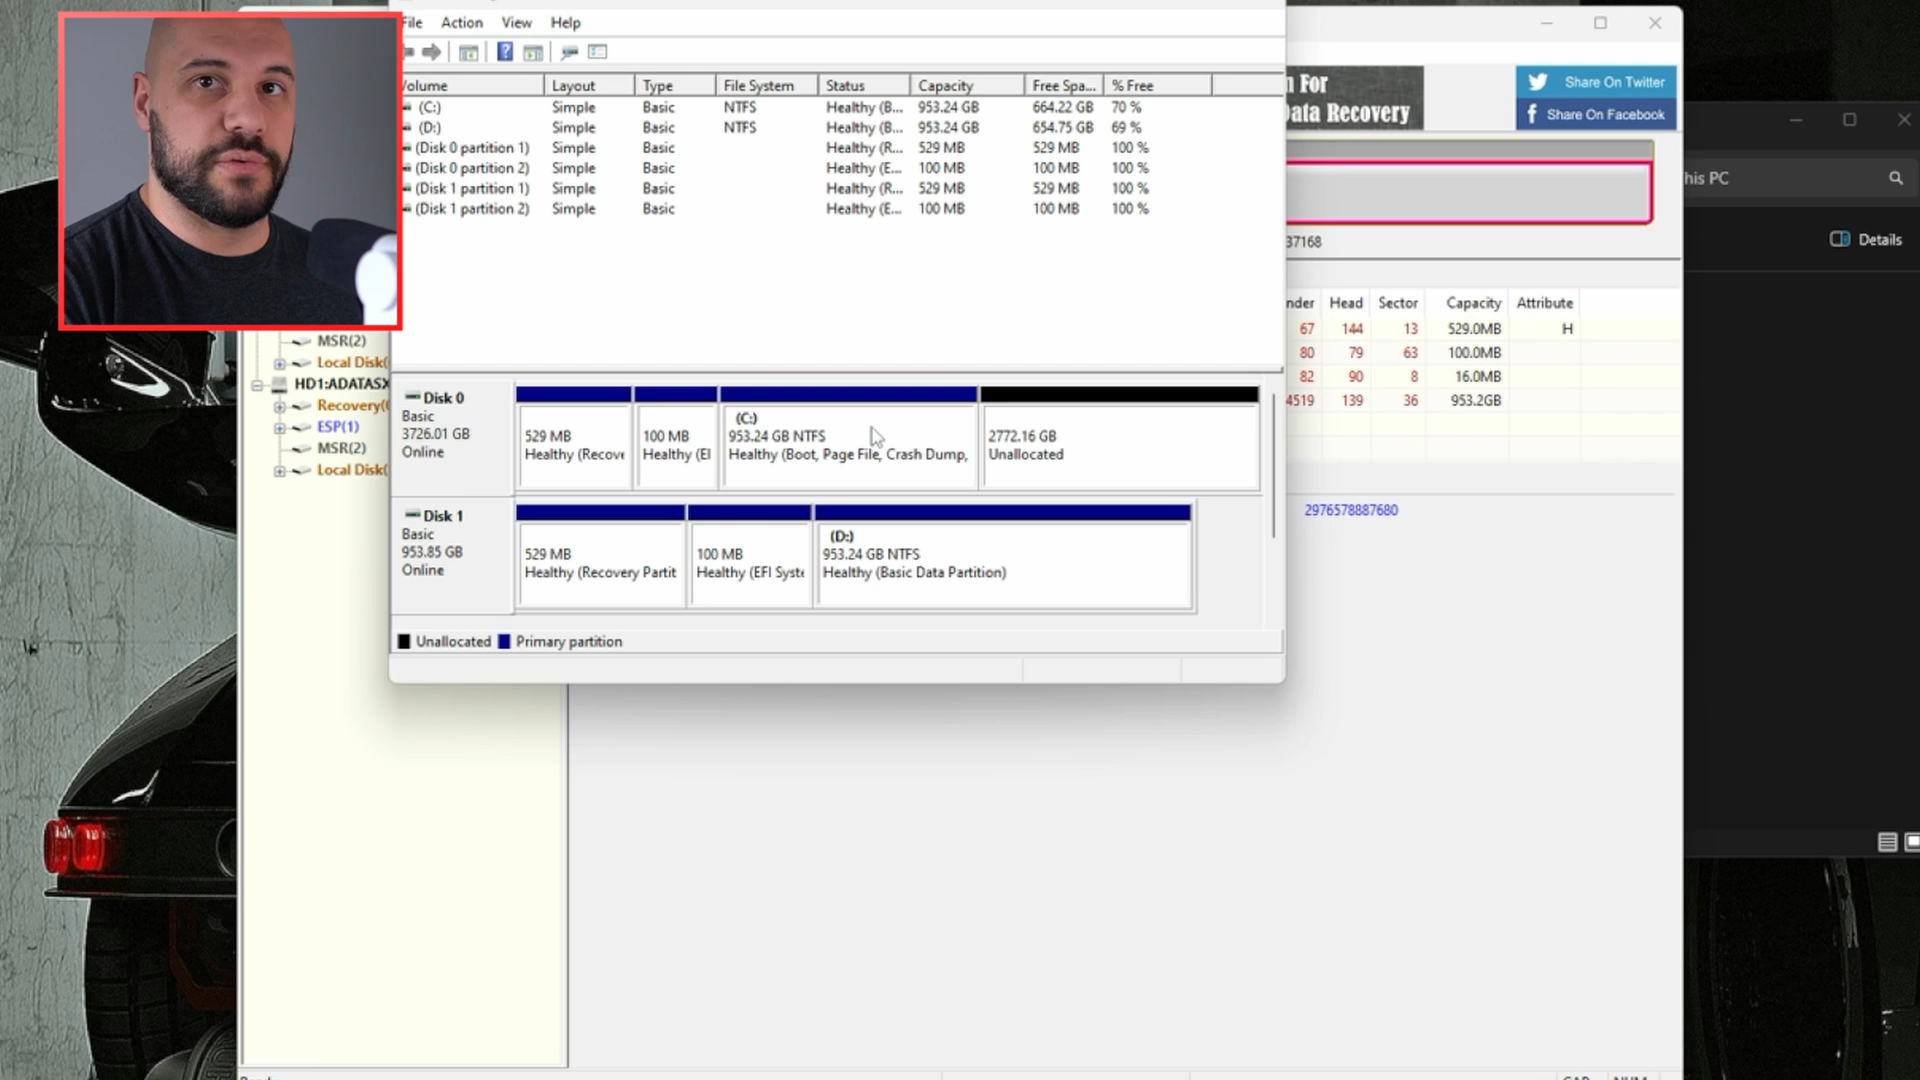 File Action View Help
Volume Layout Type File System Status Capacity Free Spa... % Free
(C:) Simple Basic NTFS Healthy (B... 953.24 GB 664.22 GB 70 %
(D:) Simple Basic NTFS Healthy (B... 953.24 GB 654.75 GB 69 %
(Disk 0 partition 1) Simple Basic Healthy (R... 529 MB 529 MB 100 %
(Disk 0 partition 2) Simple Basic Healthy (E... 100 MB 100 MB 100 %
(Disk 1 partition 1) Simple Basic Healthy (R... 529 MB 529 MB 100 %
(Disk 1 partition 2) Simple Basic Healthy (E... 100 MB 100 MB 100 %
Disk 0
Basic
3726.01 GB
Online
529 MB
Healthy (Recove
100 MB
Healthy (EI
(C:)
953.24 GB NTFS
Healthy (Boot, Page File, Crash Dump,
2772.16 GB
Unallocated
Disk 1
Basic
953.85 GB
Online
529 MB
Healthy (Recovery Partit
100 MB
Healthy (EFI Syste
(D:)
953.24 GB NTFS
Healthy (Basic Data Partition)
Unallocated Primary partition
MSR(2)
Local Disk(
HD1:ADATASX
Recovery(
ESP(1)
MSR(2)
Local Disk(
For
Data Recovery
Share On Twitter
Share On Facebook
37168
nder Head Sector Capacity Attribute
67 144 13 529.0MB H
80 79 63 100.0MB
82 90 8 16.0MB
4519 139 36 953.2GB
2976578887680
his PC
Details